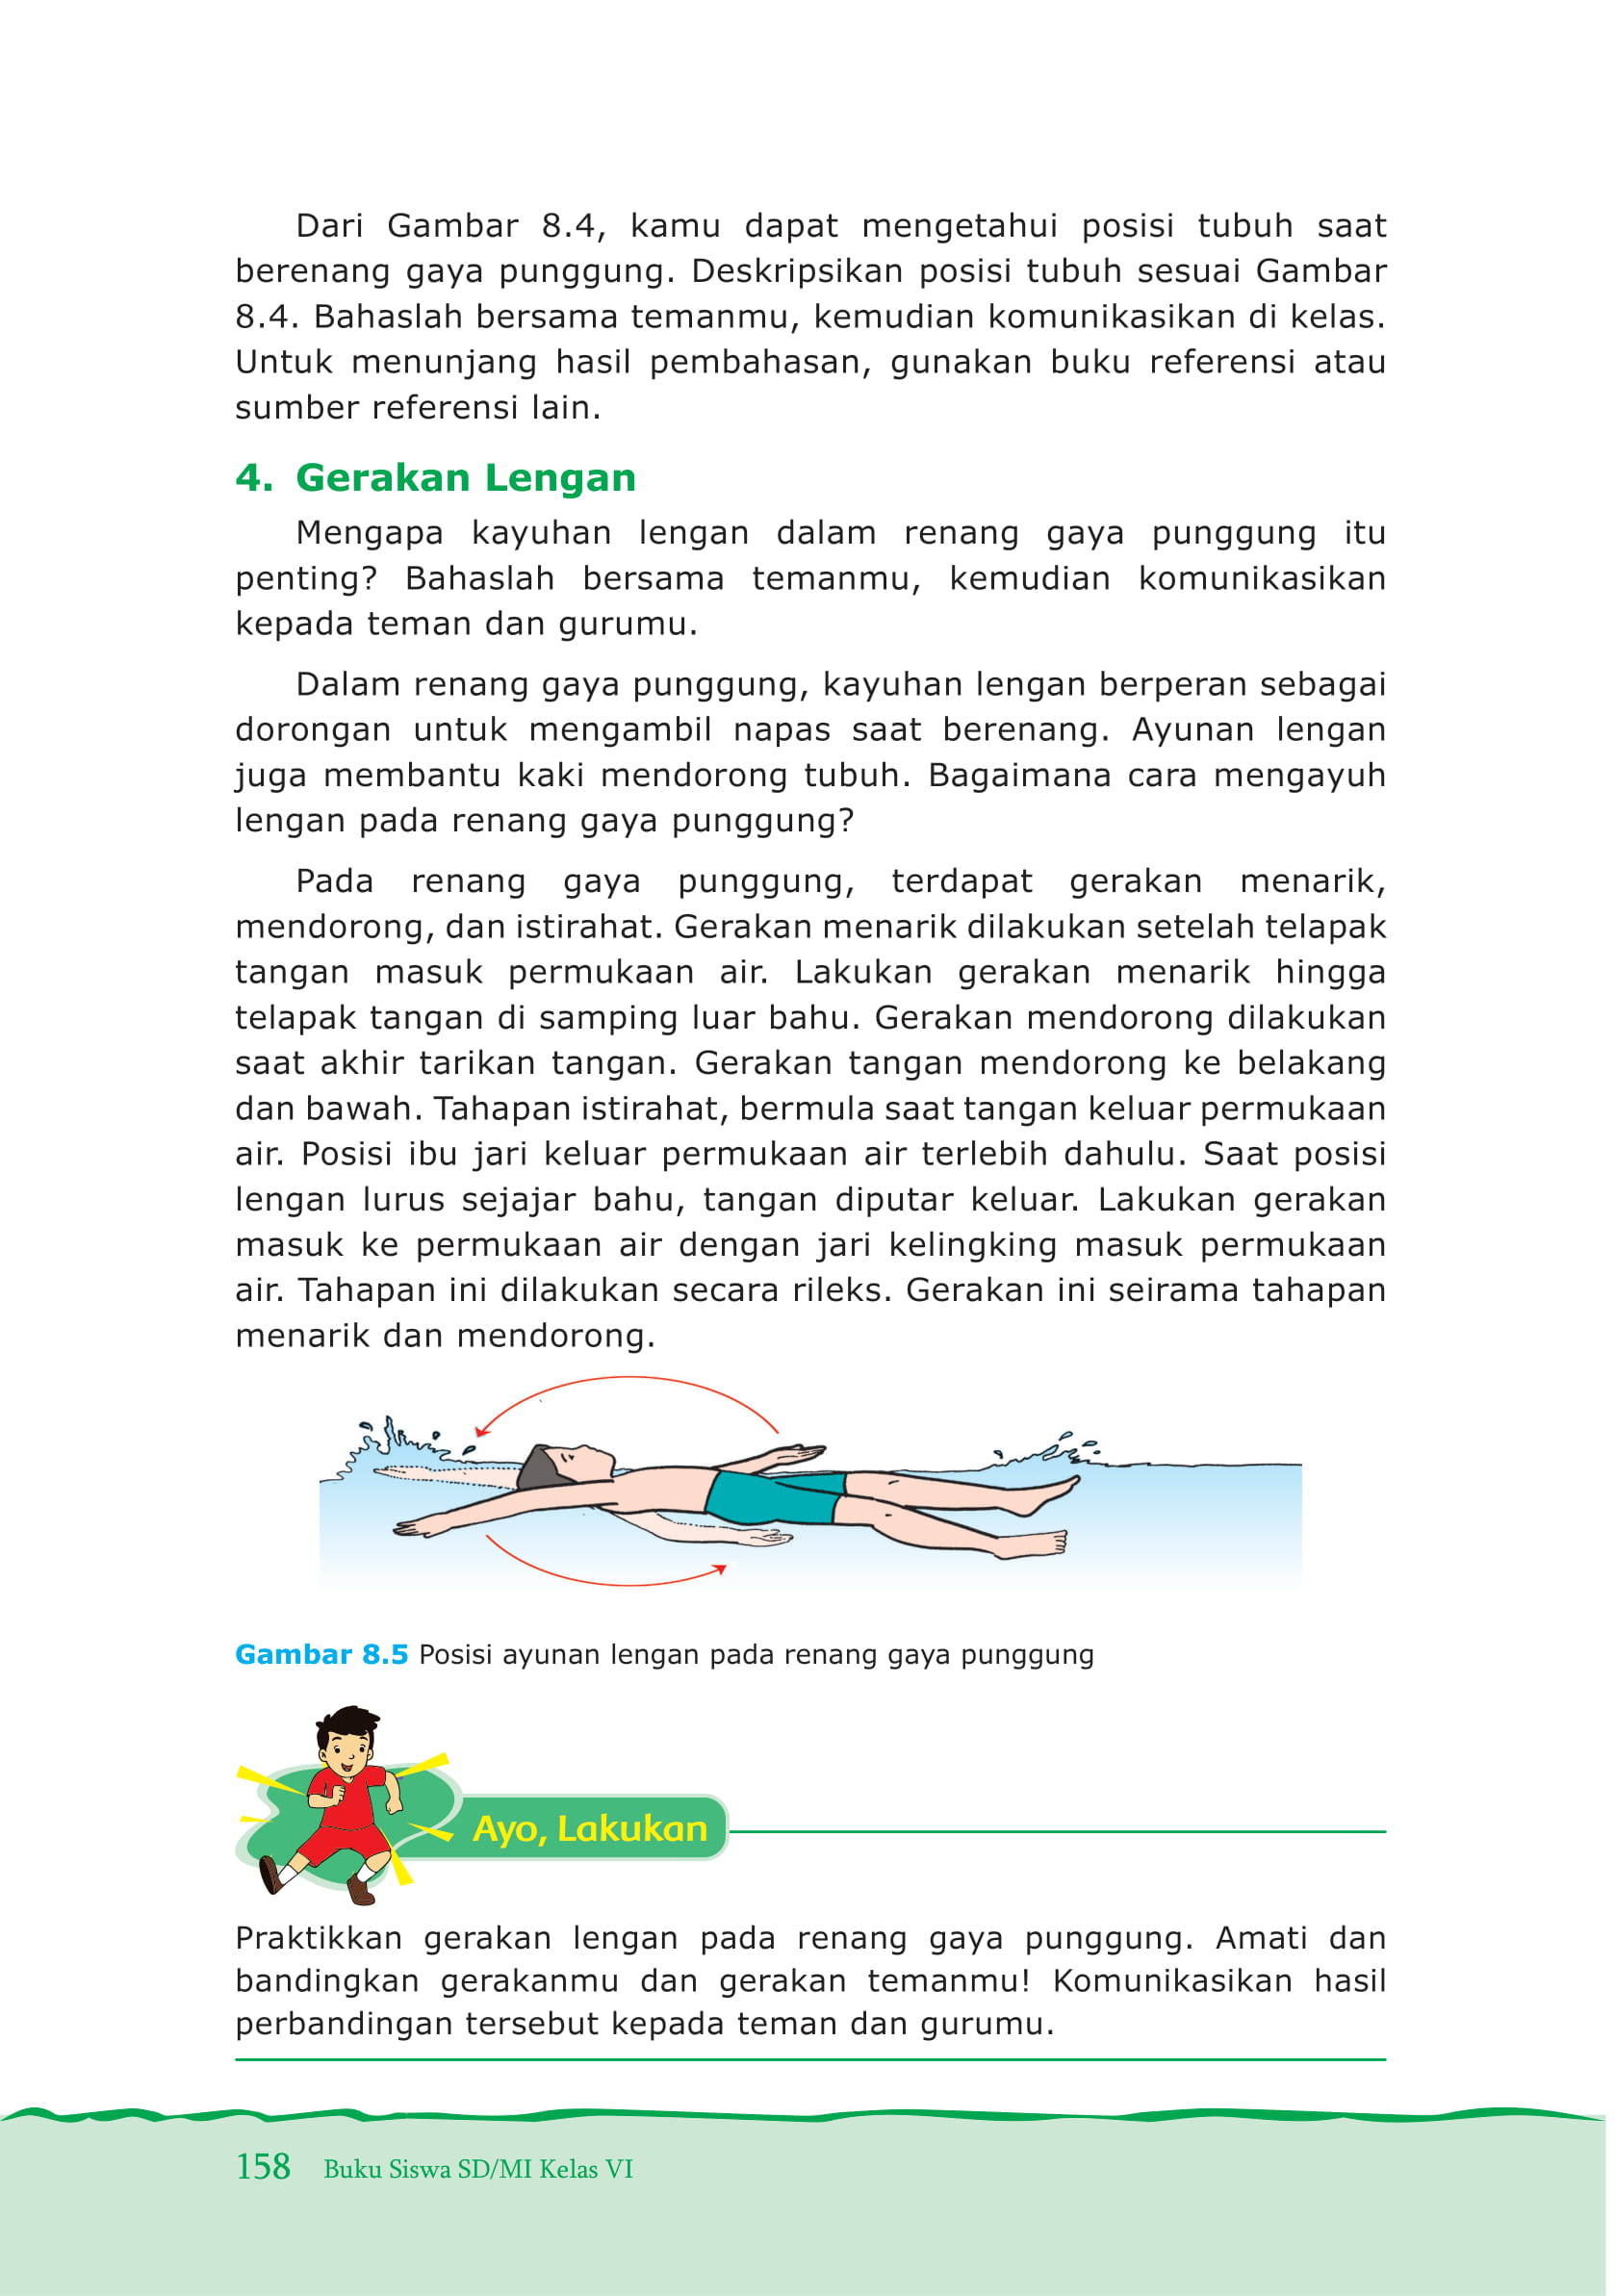 Dari Gambar 8.4, kamu dapat mengetahui posisi tubuh saat
berenang gaya punggung. Deskripsikan posisi tubuh sesuai Gambar
8.4. Bahaslah bersama temanmu, kemudian komunikasikan di kelas.
Untuk menunjang hasil pembahasan, gunakan buku referensi atau
sumber referensi lain.
4. Gerakan Lengan
Mengapa kayuhan lengan dalam renang gaya punggung itu
penting? Bahaslah bersama temanmu, kemudian komunikasikan
kepada teman dan gurumu.
Dalam renang gaya punggung, kayuhan lengan berperan sebagai
dorongan untuk mengambil napas saat berenang. Ayunan lengan
juga membantu kaki mendorong tubuh. Bagaimana cara mengayuh
lengan pada renang gaya punggung?
Pada renang gaya punggung, terdapat gerakan menarik,
mendorong, dan istirahat. Gerakan menarik dilakukan setelah telapak
tangan masuk permukaan air. Lakukan gerakan menarik hingga
telapak tangan di samping luar bahu. Gerakan mendorong dilakukan
saat akhir tarikan tangan. Gerakan tangan mendorong ke belakang
dan bawah. Tahapan istirahat, bermula saat tangan keluar permukaan
air. Posisi ibu jari keluar permukaan air terlebih dahulu. Saat posisi
lengan lurus sejajar bahu, tangan diputar keluar. Lakukan gerakan
masuk ke permukaan air dengan jari kelingking masuk permukaan
air. Tahapan ini dilakukan secara rileks. Gerakan ini seirama tahapan
menarik dan mendorong.
Gambar 8.5 Posisi ayunan lengan pada renang gaya punggung
Ayo, Lakukan
Praktikkan gerakan lengan pada renang gaya punggung. Amati dan
bandingkan gerakanmu dan gerakan temanmu! Komunikasikan hasil
perbandingan tersebut kepada teman dan gurumu.
158 Buku Siswa SD/MI Kelas VI